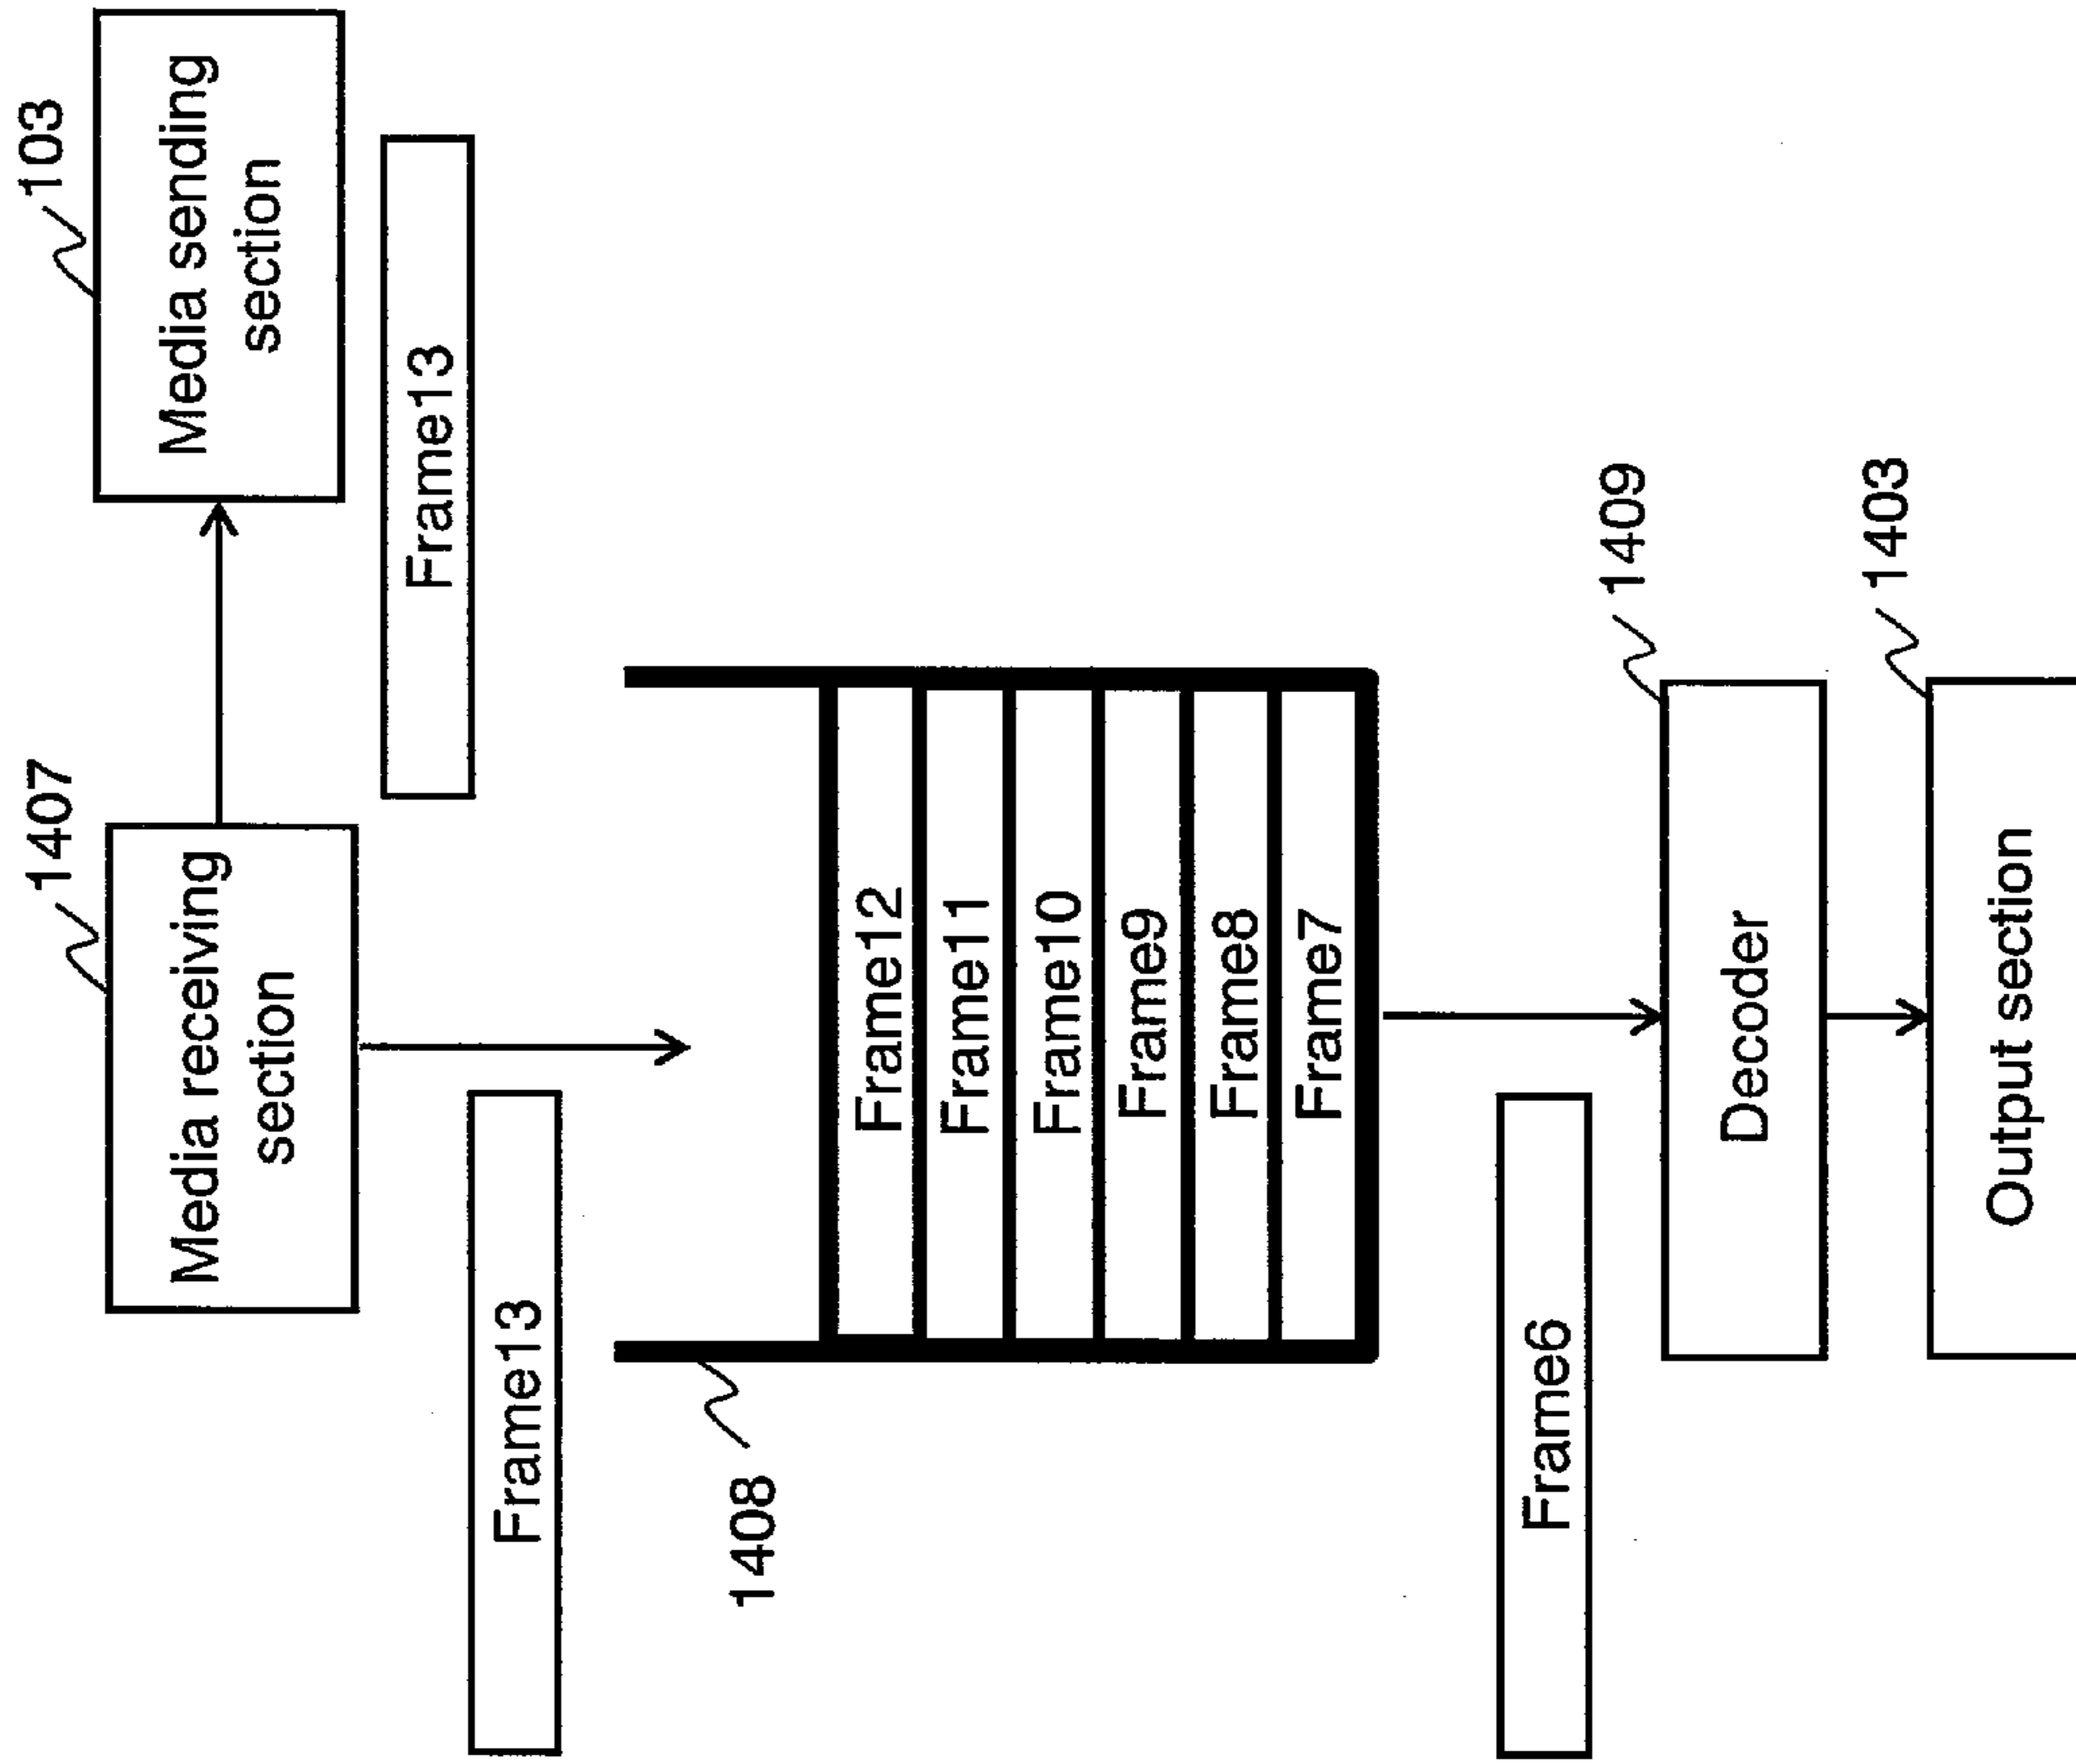 1407
Media receiving
section
103
Media sending
section
Frame13
Frame13
1408
Frame12
Frame11
Frame10
Frame9
Frame8
Frame7
Frame6
1409
Decoder
1403
Output section